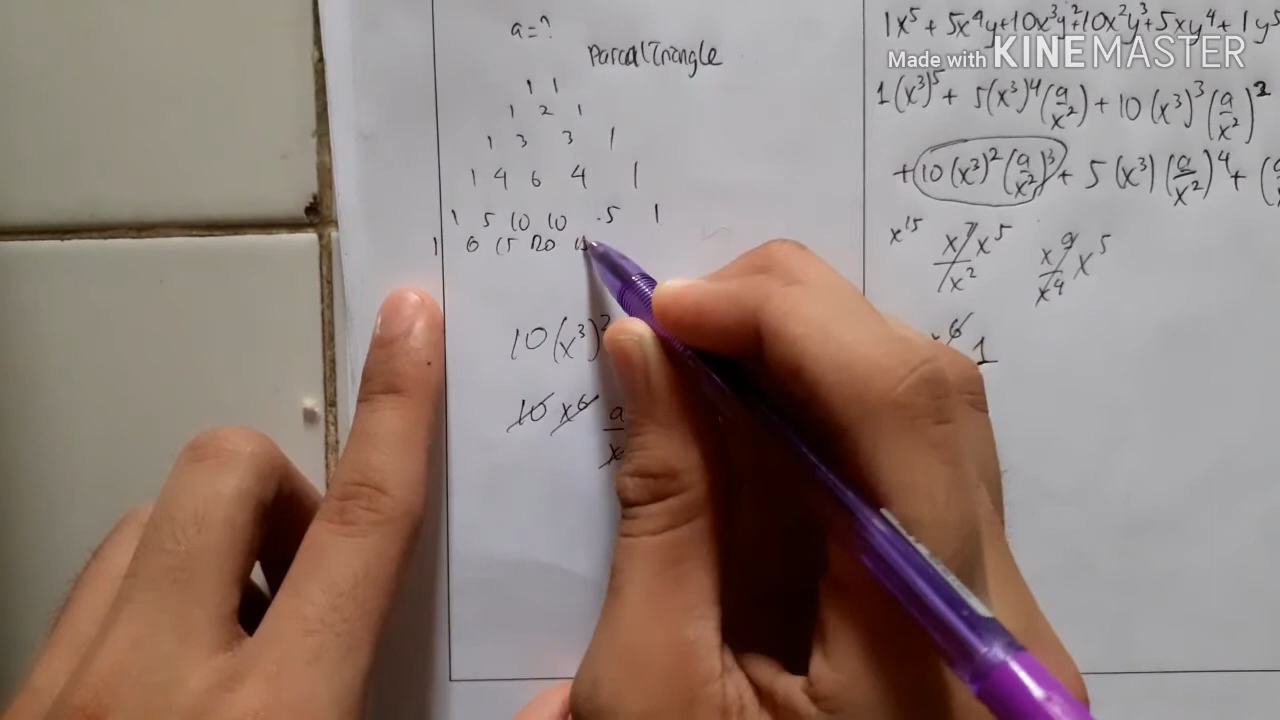 a=?
Parcal Triangle
1 1
1 2 1
1 3 3 1
1 4 6 4 1
1 5 10 10 5 1
1 6 15 20 15
10(x³)²
10 x⁶ a
x
1x⁵ + 5x⁴y+10x³y²+10x²y³+5xy⁴+1y⁵
Made with KINEMASTER
1(x³)⁵ + 5(x³)⁴(a/x²) + 10(x³)³(a/x²)²
+10(x³)²(a/x²)³+ 5(x³)(a/x²)⁴+
x¹⁵ x⁷/x² x⁵ x⁹/x⁴ x⁵
x⁶ 1